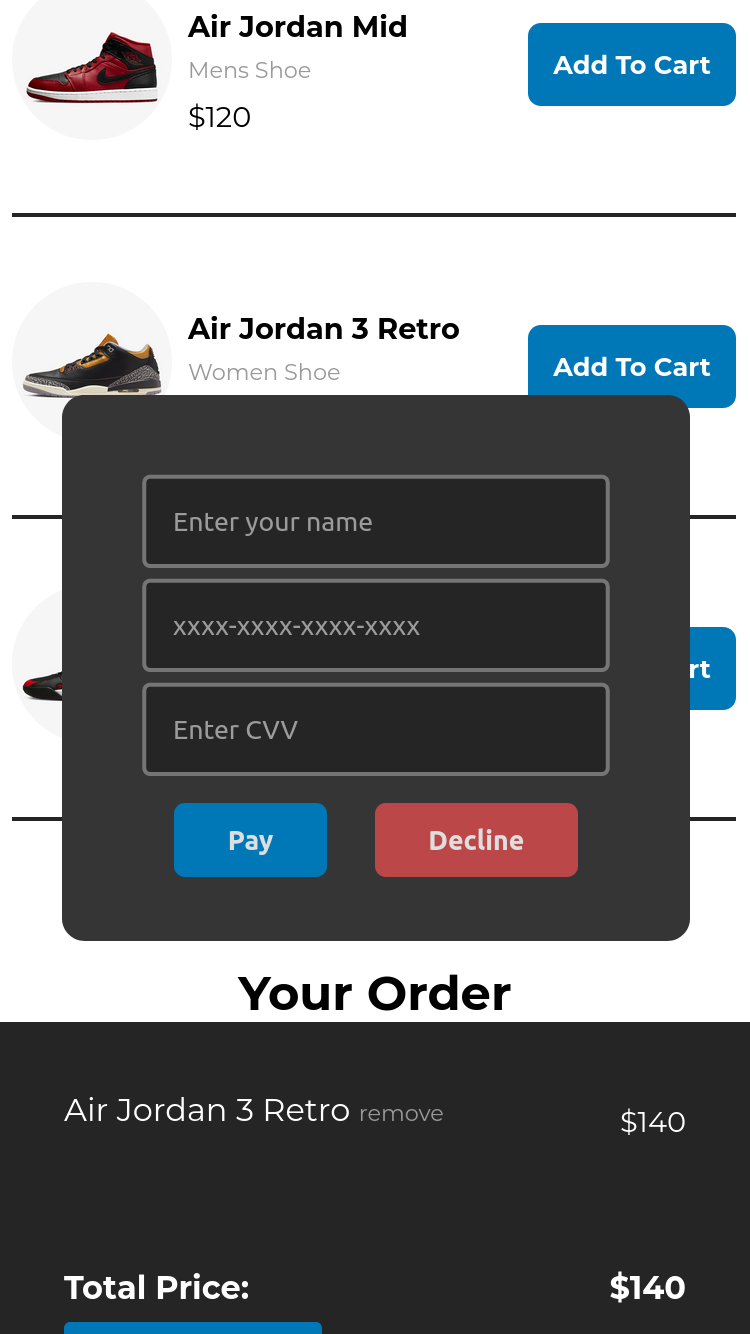 Air Jordan Mid
Mens Shoe
$120
Add To Cart
Air Jordan 3 Retro
Women Shoe
Add To Cart
Enter your name
xxxx-xxxx-xxxx-xxxx
Enter CVV
Pay
Decline
Your Order
Air Jordan 3 Retro remove
$140
Total Price:
$140